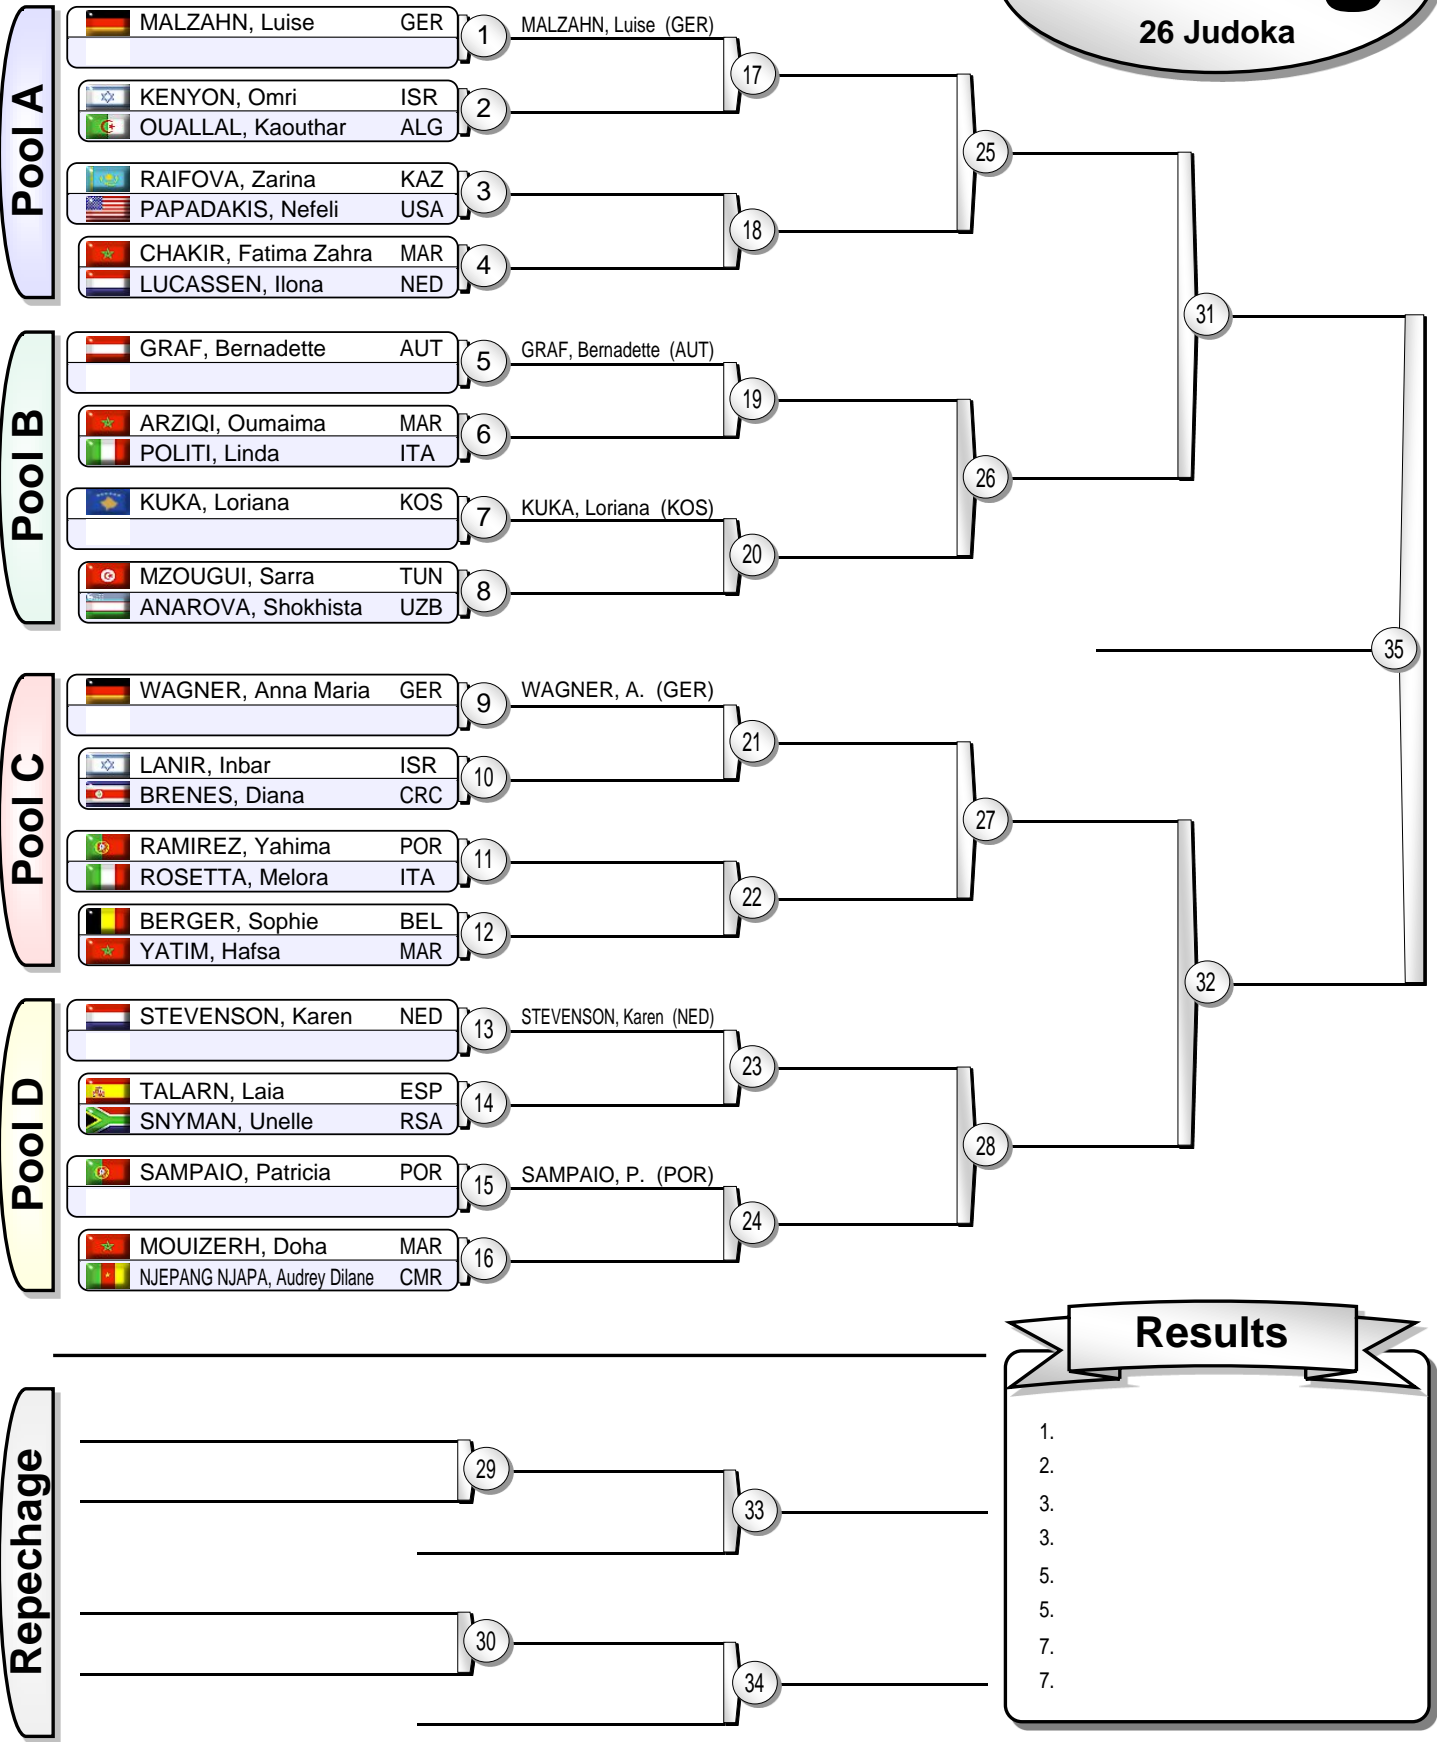 26 Judoka
Pool A
MALZAHN, Luise GER
1
MALZAHN, Luise (GER)
17
KENYON, Omri ISR
OUALLAL, Kaouthar ALG
2
25
RAIFOVA, Zarina KAZ
PAPADAKIS, Nefeli USA
3
18
CHAKIR, Fatima Zahra MAR
LUCASSEN, Ilona NED
4
31
Pool B
GRAF, Bernadette AUT
5
GRAF, Bernadette (AUT)
19
ARZIQI, Oumaima MAR
POLITI, Linda ITA
6
26
KUKA, Loriana KOS
7
KUKA, Loriana (KOS)
20
MZOUGUI, Sarra TUN
ANAROVA, Shokhista UZB
8
35
Pool C
WAGNER, Anna Maria GER
9
WAGNER, A. (GER)
21
LANIR, Inbar ISR
BRENES, Diana CRC
10
27
RAMIREZ, Yahima POR
ROSETTA, Melora ITA
11
22
BERGER, Sophie BEL
YATIM, Hafsa MAR
12
32
Pool D
STEVENSON, Karen NED
13
STEVENSON, Karen (NED)
23
TALARN, Laia ESP
SNYMAN, Unelle RSA
14
28
SAMPAIO, Patricia POR
15
SAMPAIO, P. (POR)
24
MOUIZERH, Doha MAR
NJEPANG NJAPA, Audrey Dilane CMR
16
Repechage
29
33
30
34
Results
1.
2.
3.
3.
5.
5.
7.
7.